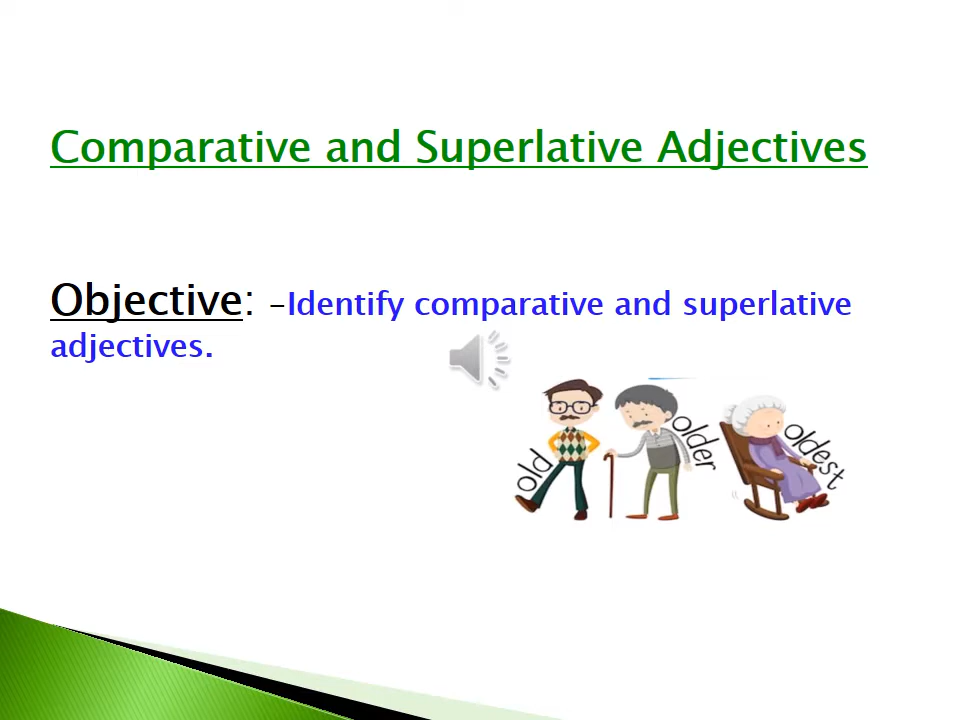 Comparative and Superlative Adjectives
Objective: -Identify comparative and superlative
adjectives.
old
older
oldest